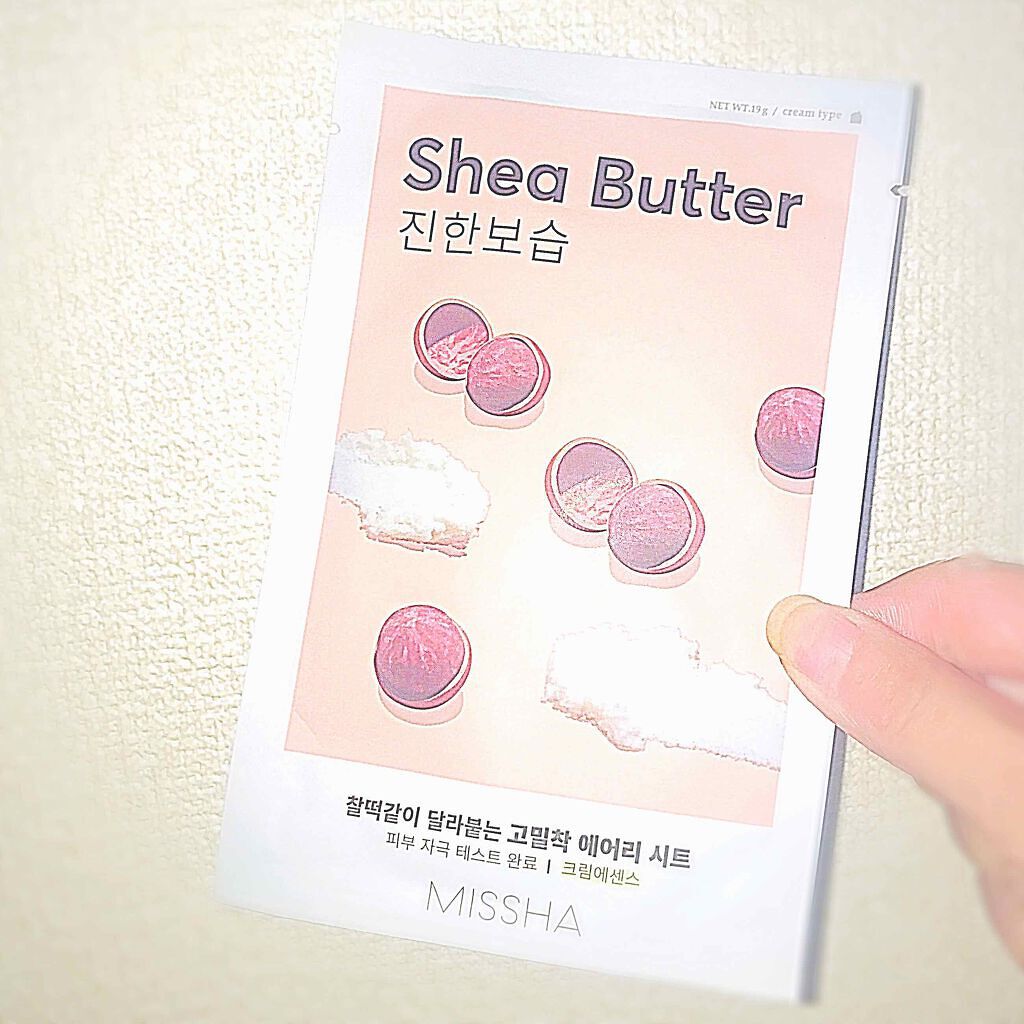 NET WT.19g / cream type
Shea Butter
진한보습
찰떡같이 달라붙는 고밀착 에어리 시트
피부 자극 테스트 완료 | 크림에센스
MISSHA